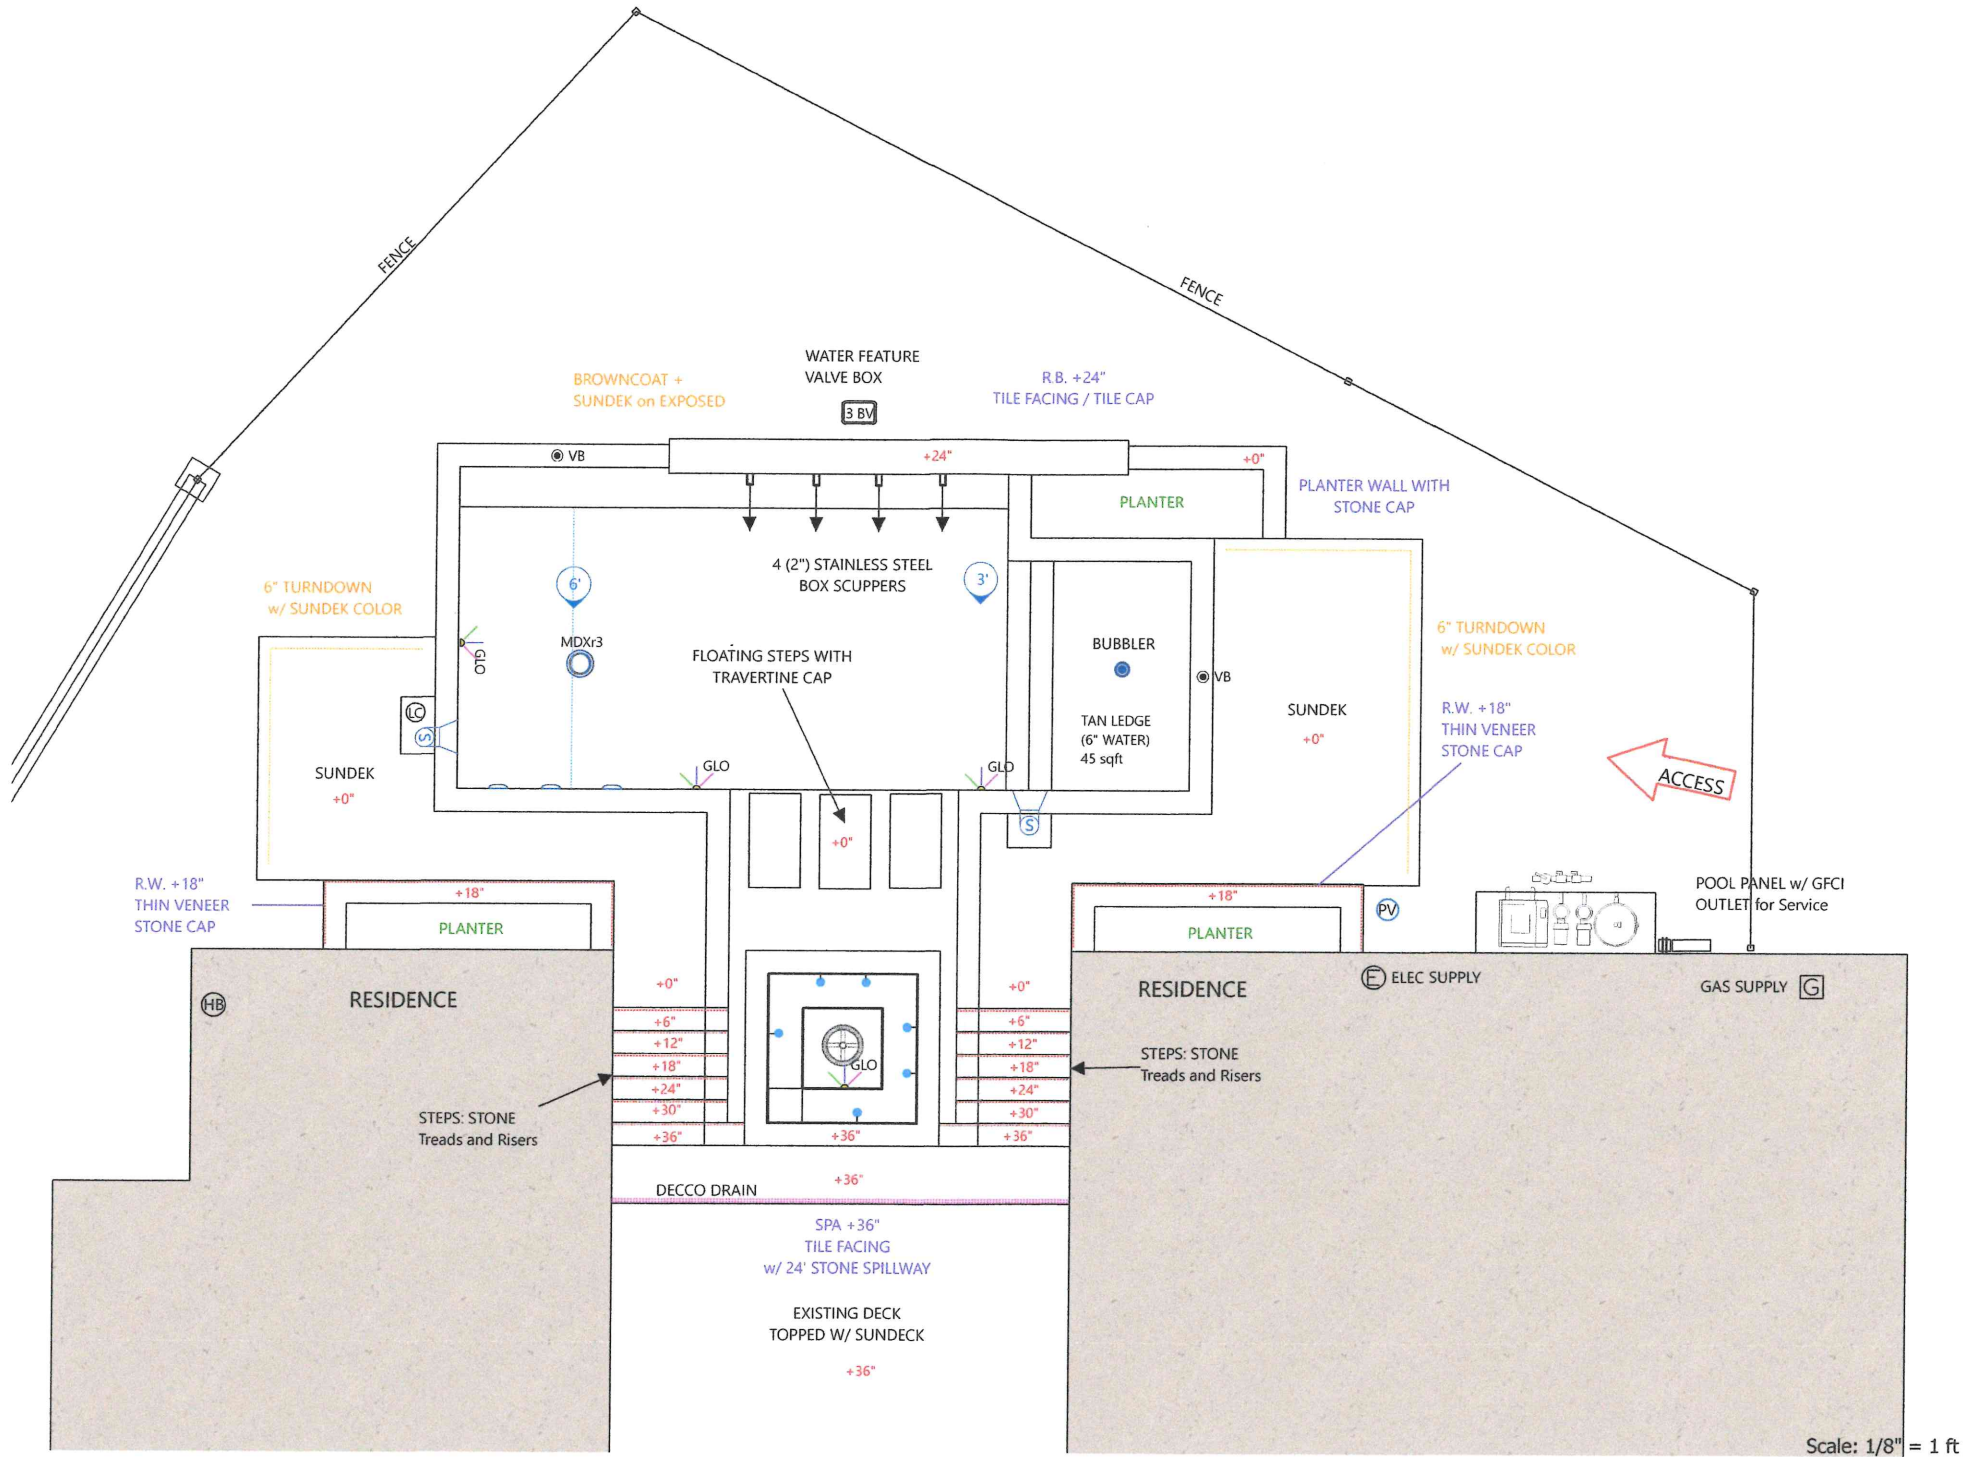 FENCE
FENCE
WATER FEATURE
VALVE BOX
3 BV
BROWNCOAT +
SUNDEK on EXPOSED
R.B. +24"
TILE FACING / TILE CAP
VB
+24"
+0"
PLANTER
PLANTER WALL WITH
STONE CAP
4 (2") STAINLESS STEEL
BOX SCUPPERS
6'
3'
6" TURNDOWN
w/ SUNDEK COLOR
6" TURNDOWN
w/ SUNDEK COLOR
MDXr3
GLO
FLOATING STEPS WITH
TRAVERTINE CAP
BUBBLER
VB
LC
S
TAN LEDGE
(6" WATER)
45 sqft
SUNDEK
+0"
R.W. +18"
THIN VENEER
STONE CAP
ACCESS
SUNDEK
+0"
GLO
GLO
+0"
S
R.W. +18"
THIN VENEER
STONE CAP
+18"
PLANTER
+18"
PLANTER
PV
POOL PANEL w/ GFCI
OUTLET for Service
HB
RESIDENCE
RESIDENCE
E ELEC SUPPLY
GAS SUPPLY G
+0"
+6"
+12"
+18"
+24"
+30"
+36"
GLO
+36"
+0"
+6"
+12"
+18"
+24"
+30"
+36"
STEPS: STONE
Treads and Risers
STEPS: STONE
Treads and Risers
+36"
DECCO DRAIN
SPA +36"
TILE FACING
w/ 24' STONE SPILLWAY
EXISTING DECK
TOPPED W/ SUNDECK
+36"
Scale: 1/8" = 1 ft